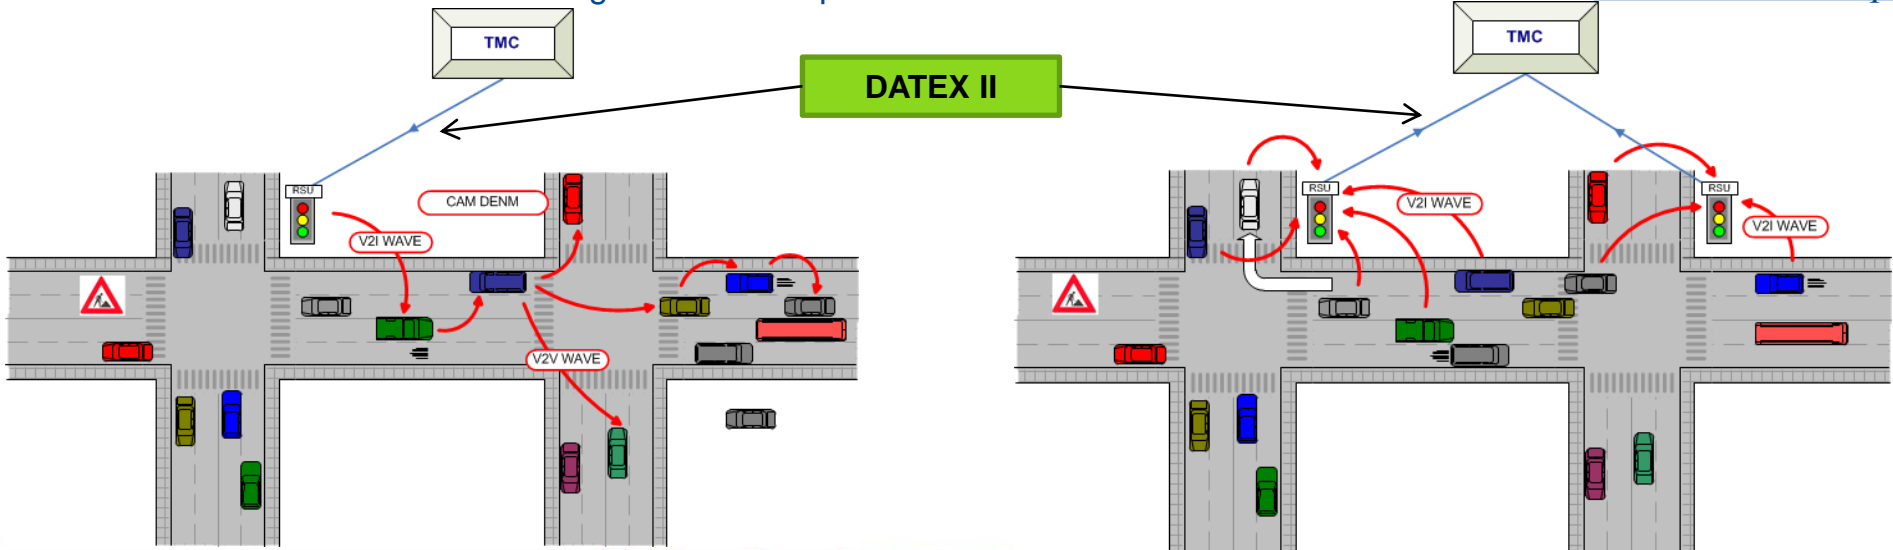 TMC
DATEX II
TMC
RSU
CAM DENM
V2I WAVE
V2V WAVE
RSU
V2I WAVE
RSU
V2I WAVE